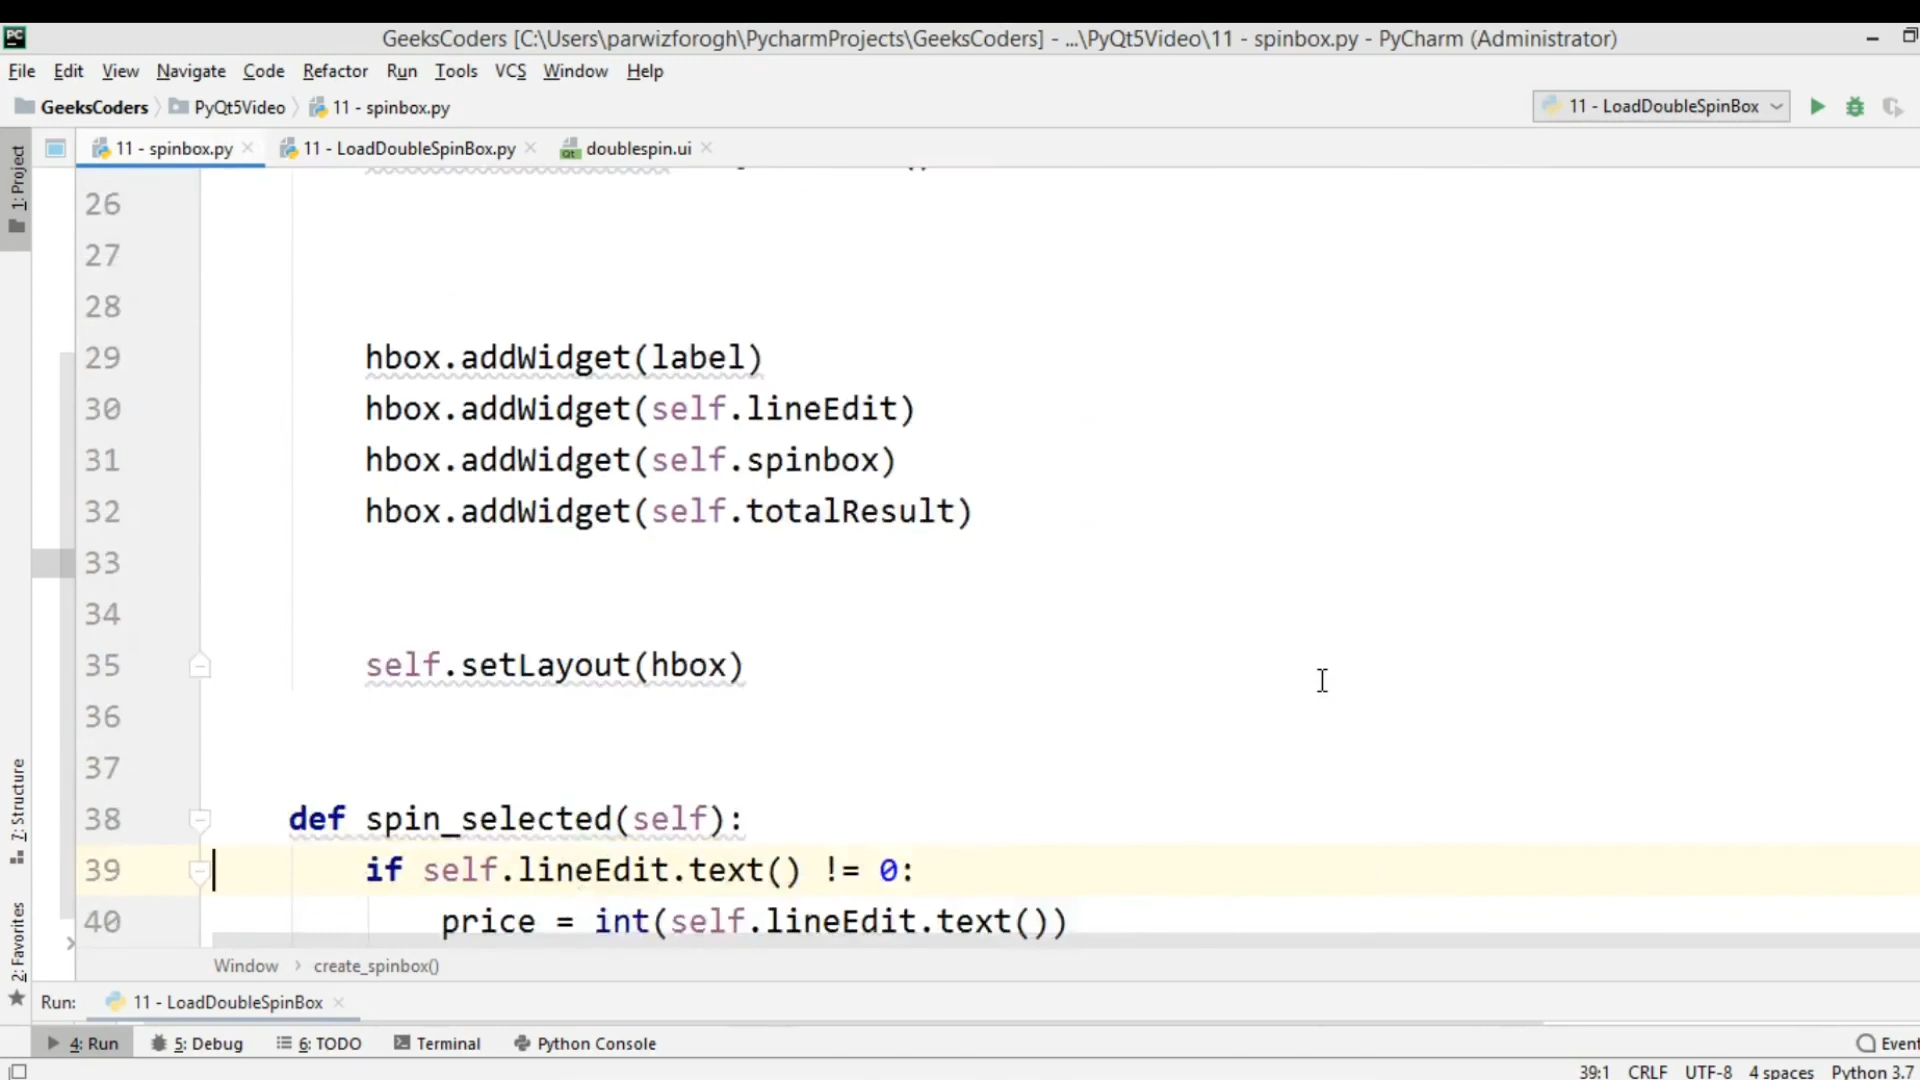 GeeksCoders [C:\Users\parwizforogh\PycharmProjects\GeeksCoders] - ...\PyQt5Video\11 - spinbox.py - PyCharm (Administrator)
File Edit View Navigate Code Refactor Run Tools VCS Window Help
GeeksCoders PyQt5Video 11 - spinbox.py 11 - LoadDoubleSpinBox
11 - spinbox.py 11 - LoadDoubleSpinBox.py doublespin.ui
1: Project
26
27
28
29 hbox.addWidget(label)
30 hbox.addWidget(self.lineEdit)
31 hbox.addWidget(self.spinbox)
32 hbox.addWidget(self.totalResult)
33
34
35 self.setLayout(hbox)
36
37
38 def spin_selected(self):
39 if self.lineEdit.text() != 0:
40 price = int(self.lineEdit.text())
7: Structure
2: Favorites
Window › create_spinbox()
Run: 11 - LoadDoubleSpinBox
4: Run 5: Debug 6: TODO Terminal Python Console Event
39:1 CRLF UTF-8 4 spaces Python 3.7